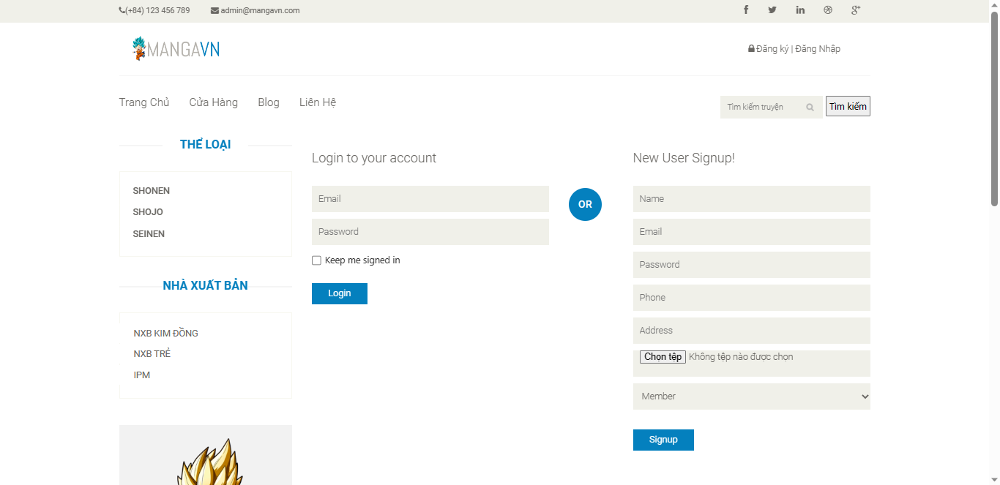 (+84) 123 456 789 admin@mangavn.com
MANGAVN
Đăng ký | Đăng Nhập
Trang Chủ Cửa Hàng Blog Liên Hệ
Tìm kiếm truyện Tìm kiếm
THỂ LOẠI
SHONEN
SHOJO
SEINEN
NHÀ XUẤT BẢN
NXB KIM ĐỒNG
NXB TRẺ
IPM
Login to your account
Email
Password
Keep me signed in
Login
OR
New User Signup!
Name
Email
Password
Phone
Address
Chọn tệp Không tệp nào được chọn
Member
Signup